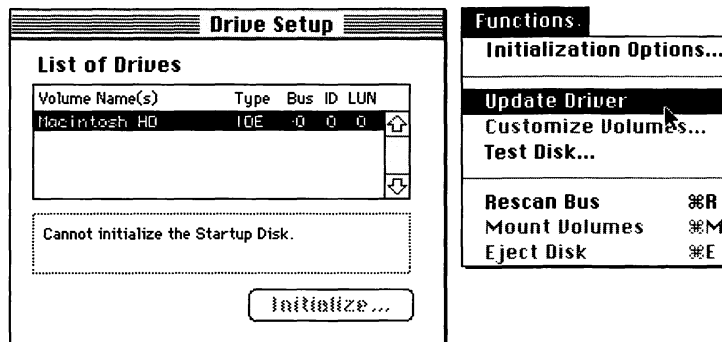 Drive Setup
List of Drives
Volume Name(s) Type Bus ID LUN
Macintosh HD IDE 0 0 0
Cannot initialize the Startup Disk.
Initialize...
Functions
Initialization Options...
Update Driver
Customize Volumes...
Test Disk...
Rescan Bus ⌘R
Mount Volumes ⌘M
Eject Disk ⌘E